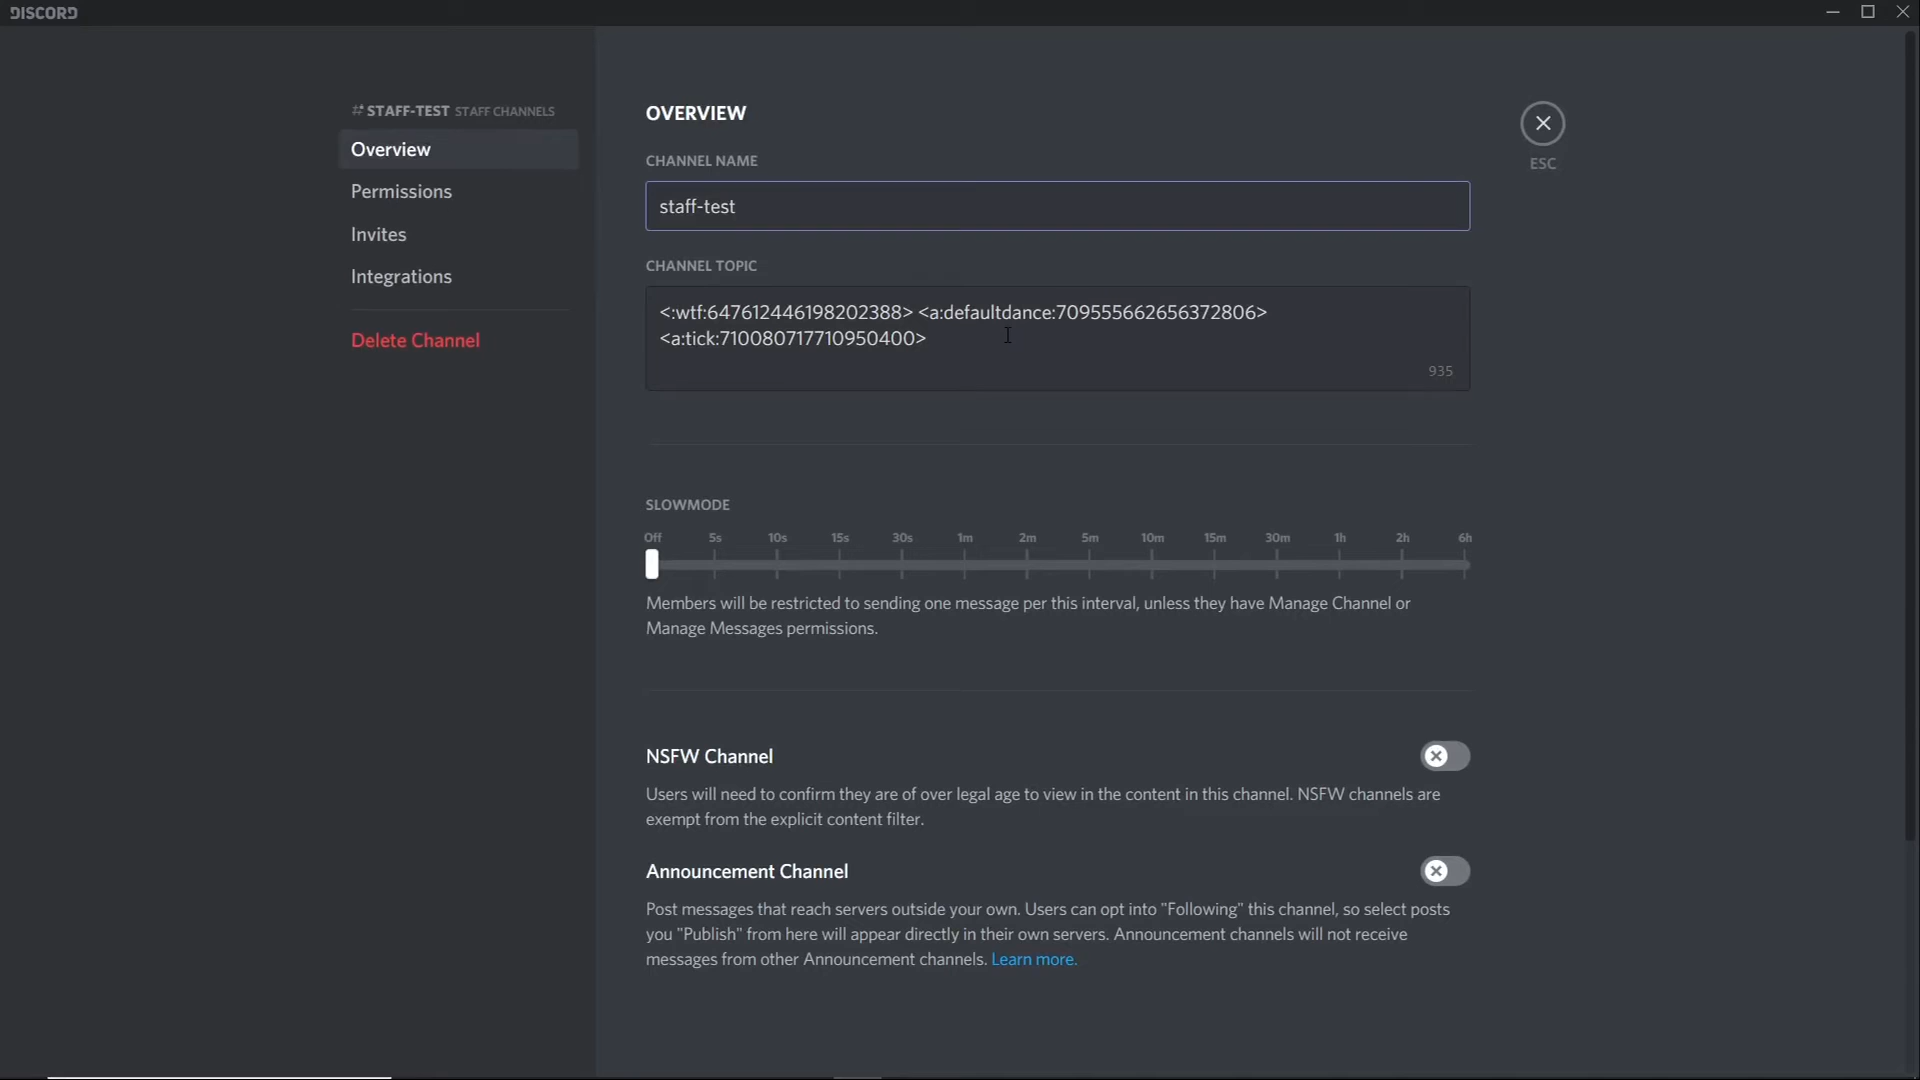 DISCORD
STAFF-TEST STAFF CHANNELS
Overview
Permissions
Invites
Integrations
Delete Channel
OVERVIEW
CHANNEL NAME
staff-test
CHANNEL TOPIC
<:wtf:647612446198202388> <a:defaultdance:709555662656372806>
<a:tick:710080717710950400>
935
ESC
SLOWMODE
Off 5s 10s 15s 30s 1m 2m 5m 10m 15m 30m 1h 2h 6h
Members will be restricted to sending one message per this interval, unless they have Manage Channel or
Manage Messages permissions.
NSFW Channel
Users will need to confirm they are of over legal age to view in the content in this channel. NSFW channels are
exempt from the explicit content filter.
Announcement Channel
Post messages that reach servers outside your own. Users can opt into "Following" this channel, so select posts
you "Publish" from here will appear directly in their own servers. Announcement channels will not receive
messages from other Announcement channels. Learn more.